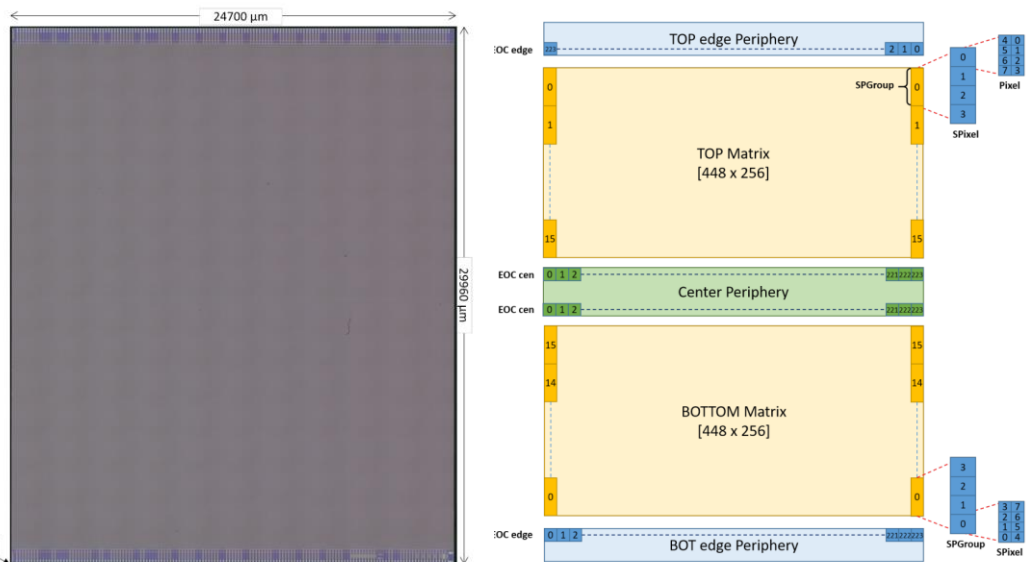 24700 µm
29960 µm
TOP edge Periphery
EOC edge
223
2 1 0
SPGroup
0
1
15
0
1
15
TOP Matrix
[448 x 256]
0
1
2
3
SPixel
4 0
5 1
6 2
7 3
Pixel
EOC cen
0 1 2
221 222 223
Center Periphery
EOC cen
0 1 2
221 222 223
15
14
0
15
14
0
BOTTOM Matrix
[448 x 256]
3
2
1
0
SPGroup
3 7
2 6
1 5
0 4
SPixel
EOC edge
0 1 2
221 222 223
BOT edge Periphery